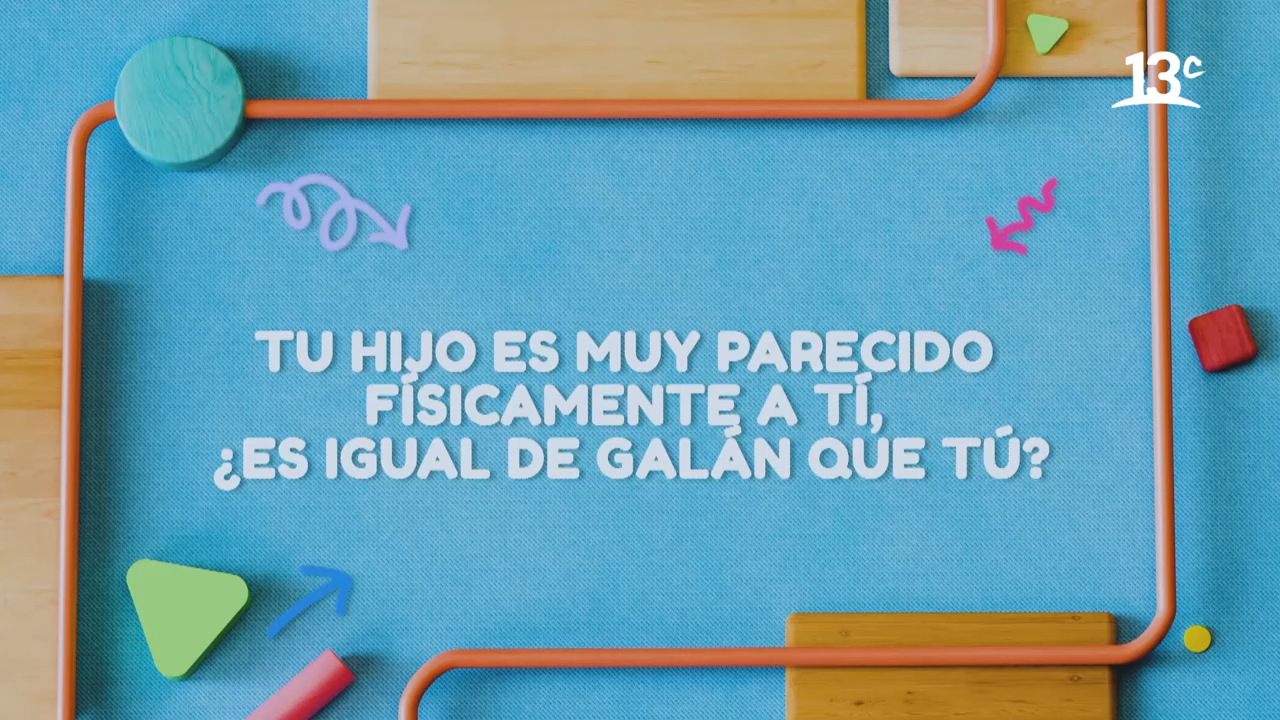 13c
TU HIJO ES MUY PARECIDO
FÍSICAMENTE A TÍ,
¿ES IGUAL DE GALÁN QUE TÚ?